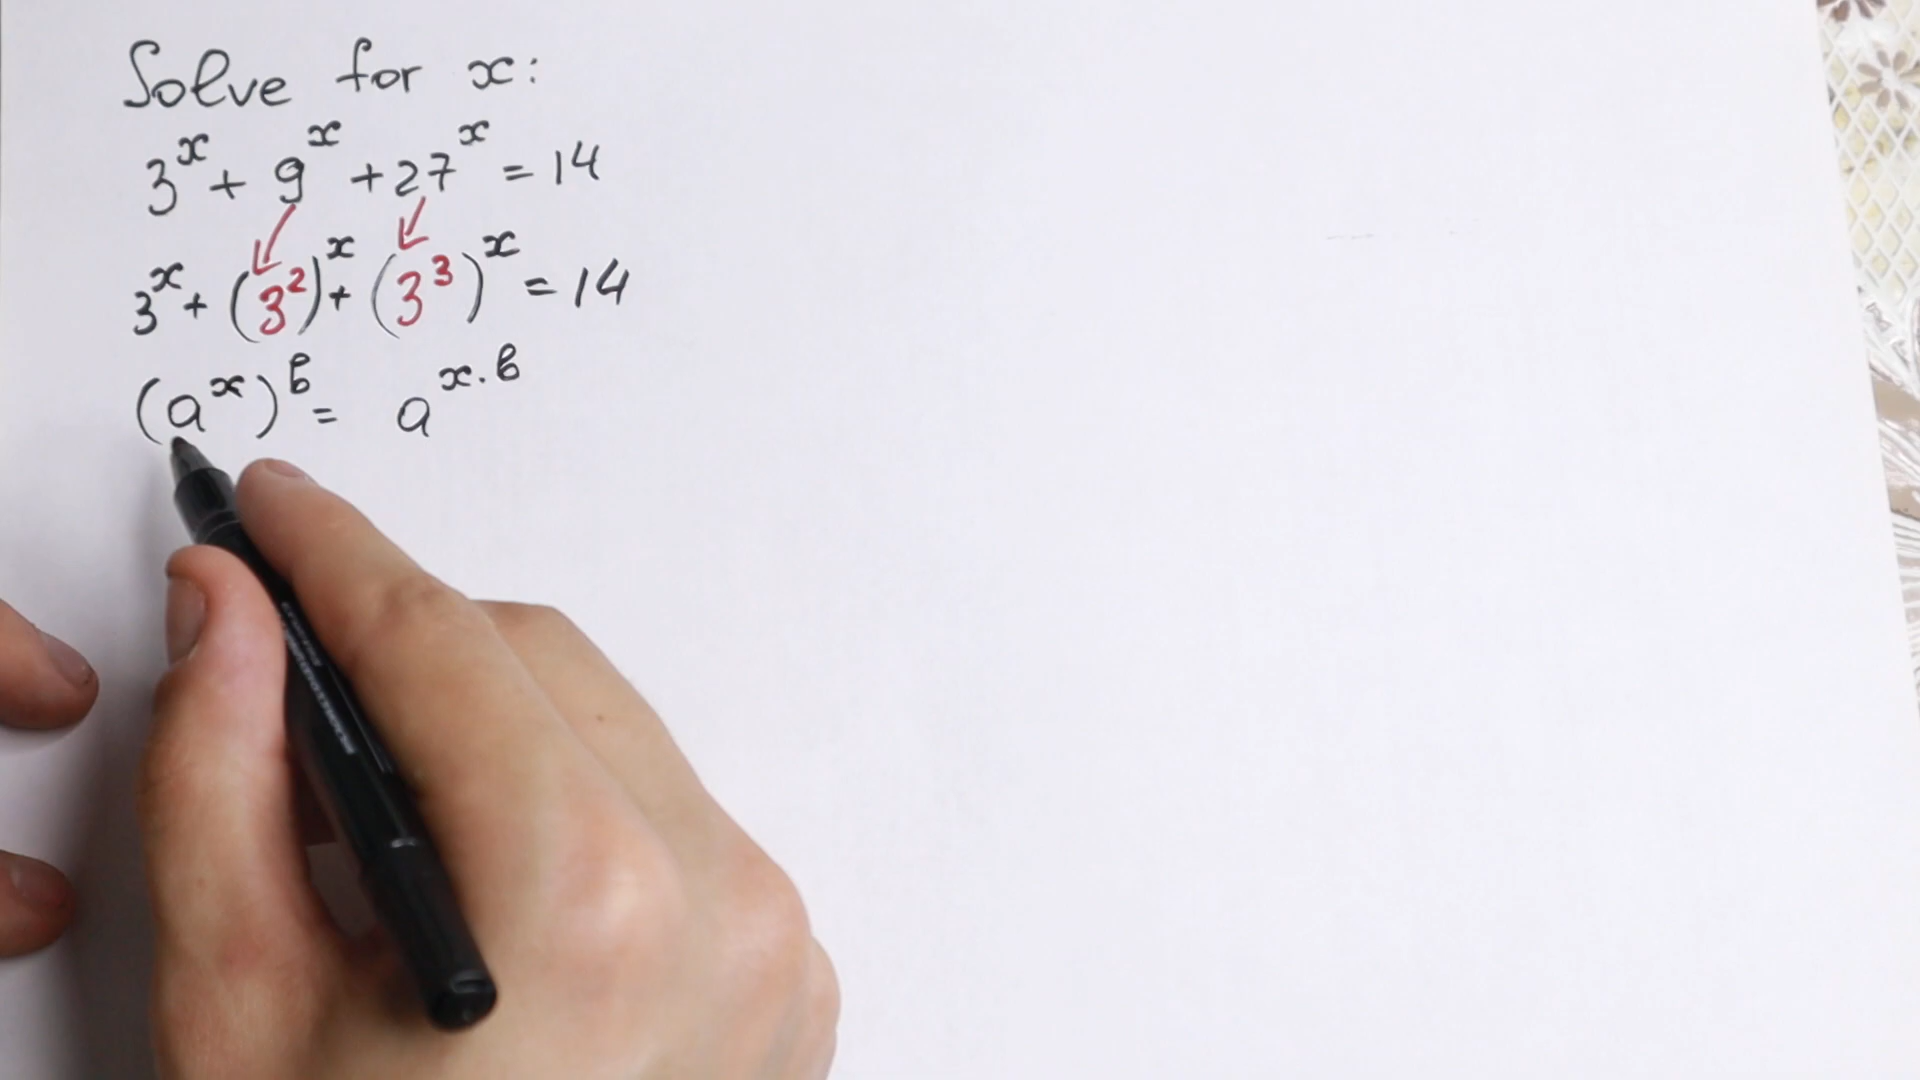 Solve for x:
3^x + 9^x + 27^x = 14
3^x + (3^2)^x + (3^3)^x = 14
(a^x)^b = a^{x·b}